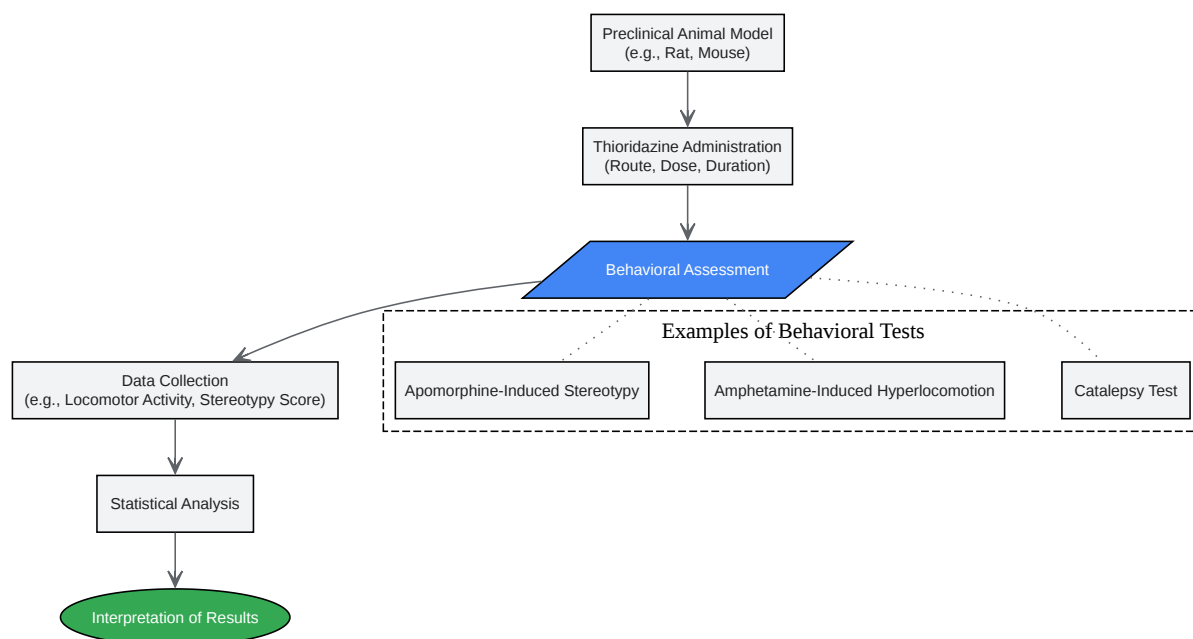 Preclinical Animal Model
(e.g., Rat, Mouse)
Thioridazine Administration
(Route, Dose, Duration)
Behavioral Assessment
Examples of Behavioral Tests
Data Collection
(e.g., Locomotor Activity, Stereotypy Score)
Apomorphine-Induced Stereotypy
Amphetamine-Induced Hyperlocomotion
Catalepsy Test
Statistical Analysis
Interpretation of Results